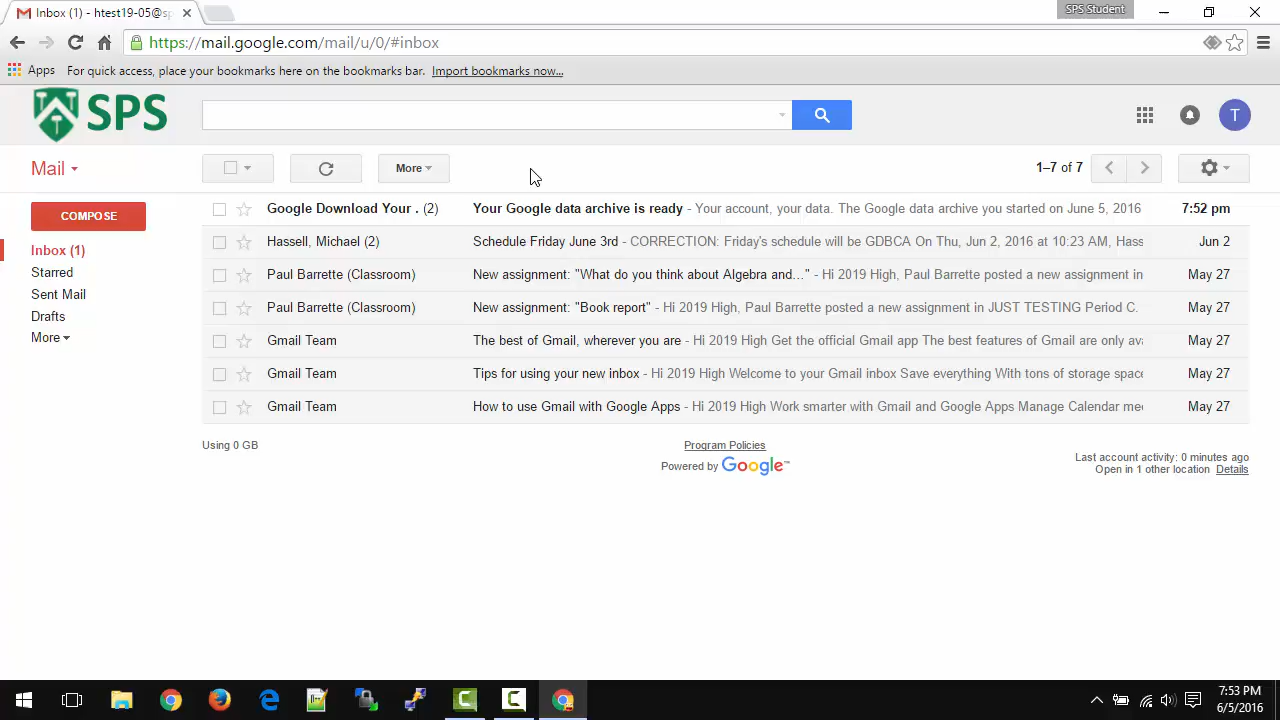 Inbox (1) - htest19-05@sp
SPS Student
https://mail.google.com/mail/u/0/#inbox
Apps For quick access, place your bookmarks here on the bookmarks bar. Import bookmarks now...
SPS
T
Mail
More
1–7 of 7
COMPOSE
Inbox (1)
Starred
Sent Mail
Drafts
More
Google Download Your . (2) Your Google data archive is ready - Your account, your data. The Google data archive you started on June 5, 2016 7:52 pm
Hassell, Michael (2) Schedule Friday June 3rd - CORRECTION: Friday's schedule will be GDBCA On Thu, Jun 2, 2016 at 10:23 AM, Hass Jun 2
Paul Barrette (Classroom) New assignment: "What do you think about Algebra and..." - Hi 2019 High, Paul Barrette posted a new assignment in May 27
Paul Barrette (Classroom) New assignment: "Book report" - Hi 2019 High, Paul Barrette posted a new assignment in JUST TESTING Period C. May 27
Gmail Team The best of Gmail, wherever you are - Hi 2019 High Get the official Gmail app The best features of Gmail are only ava May 27
Gmail Team Tips for using your new inbox - Hi 2019 High Welcome to your Gmail inbox Save everything With tons of storage space May 27
Gmail Team How to use Gmail with Google Apps - Hi 2019 High Work smarter with Gmail and Google Apps Manage Calendar mee May 27
Using 0 GB
Program Policies
Powered by Google™
Last account activity: 0 minutes ago
Open in 1 other location Details
7:53 PM
6/5/2016